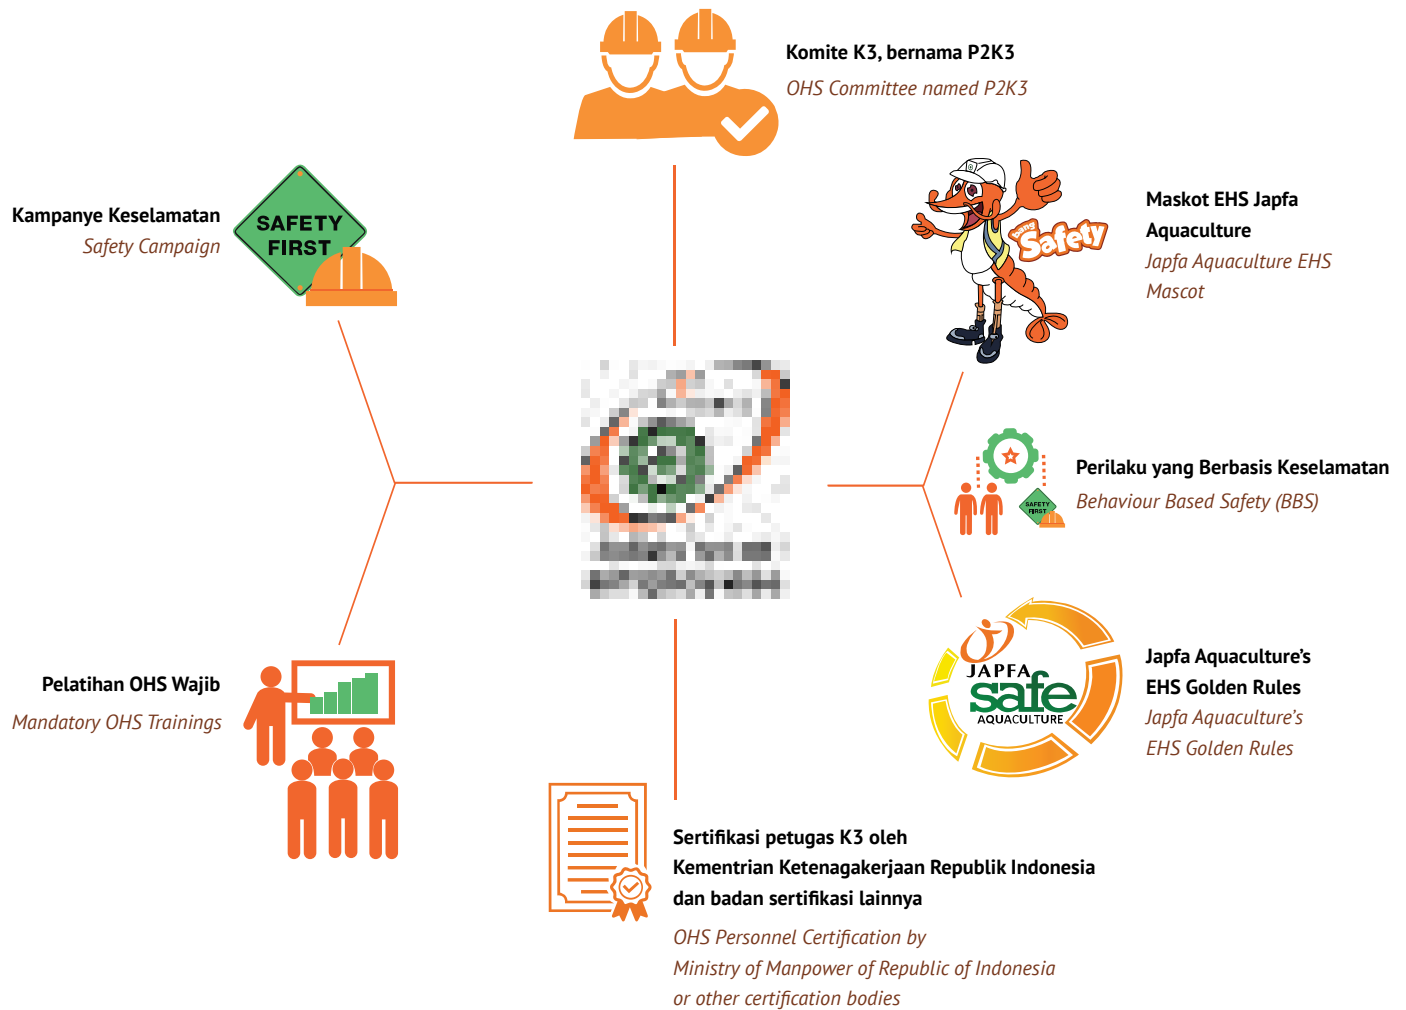 Komite K3, bernama P2K3
OHS Committee named P2K3
Kampanye Keselamatan
Safety Campaign
SAFETY
FIRST
bang
Safety
Maskot EHS Japfa
Aquaculture
Japfa Aquaculture EHS
Mascot
SAFETY
FIRST
Perilaku yang Berbasis Keselamatan
Behaviour Based Safety (BBS)
Pelatihan OHS Wajib
Mandatory OHS Trainings
JAPFA
safe
AQUACULTURE
Japfa Aquaculture’s
EHS Golden Rules
Japfa Aquaculture’s
EHS Golden Rules
Sertifikasi petugas K3 oleh
Kementrian Ketenagakerjaan Republik Indonesia
dan badan sertifikasi lainnya
OHS Personnel Certification by
Ministry of Manpower of Republic of Indonesia
or other certification bodies